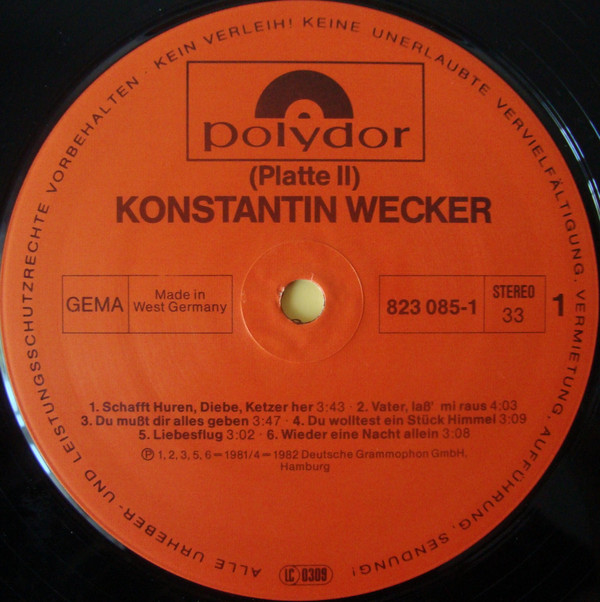 polydor
(Platte II)
KONSTANTIN WECKER
GEMA
Made in
West Germany
823 085-1
STEREO
33
1
1. Schafft Huren, Diebe, Ketzer her 3:43 · 2. Vater, laß' mi raus 4:03
3. Du mußt dir alles geben 3:47 · 4. Du wolltest ein Stück Himmel 3:09
5. Liebesflug 3:02 · 6. Wieder eine Nacht allein 3:08
Ⓟ 1, 2, 3, 5, 6–1981/4–1982 Deutsche Grammophon GmbH,
Hamburg
ALLE URHEBER- UND LEISTUNGSSCHUTZRECHTE VORBEHALTEN · KEIN VERLEIH! KEINE UNERLAUBTE VERVIELFÄLTIGUNG, VERMIETUNG, AUFFÜHRUNG, SENDUNG!
LC 0309